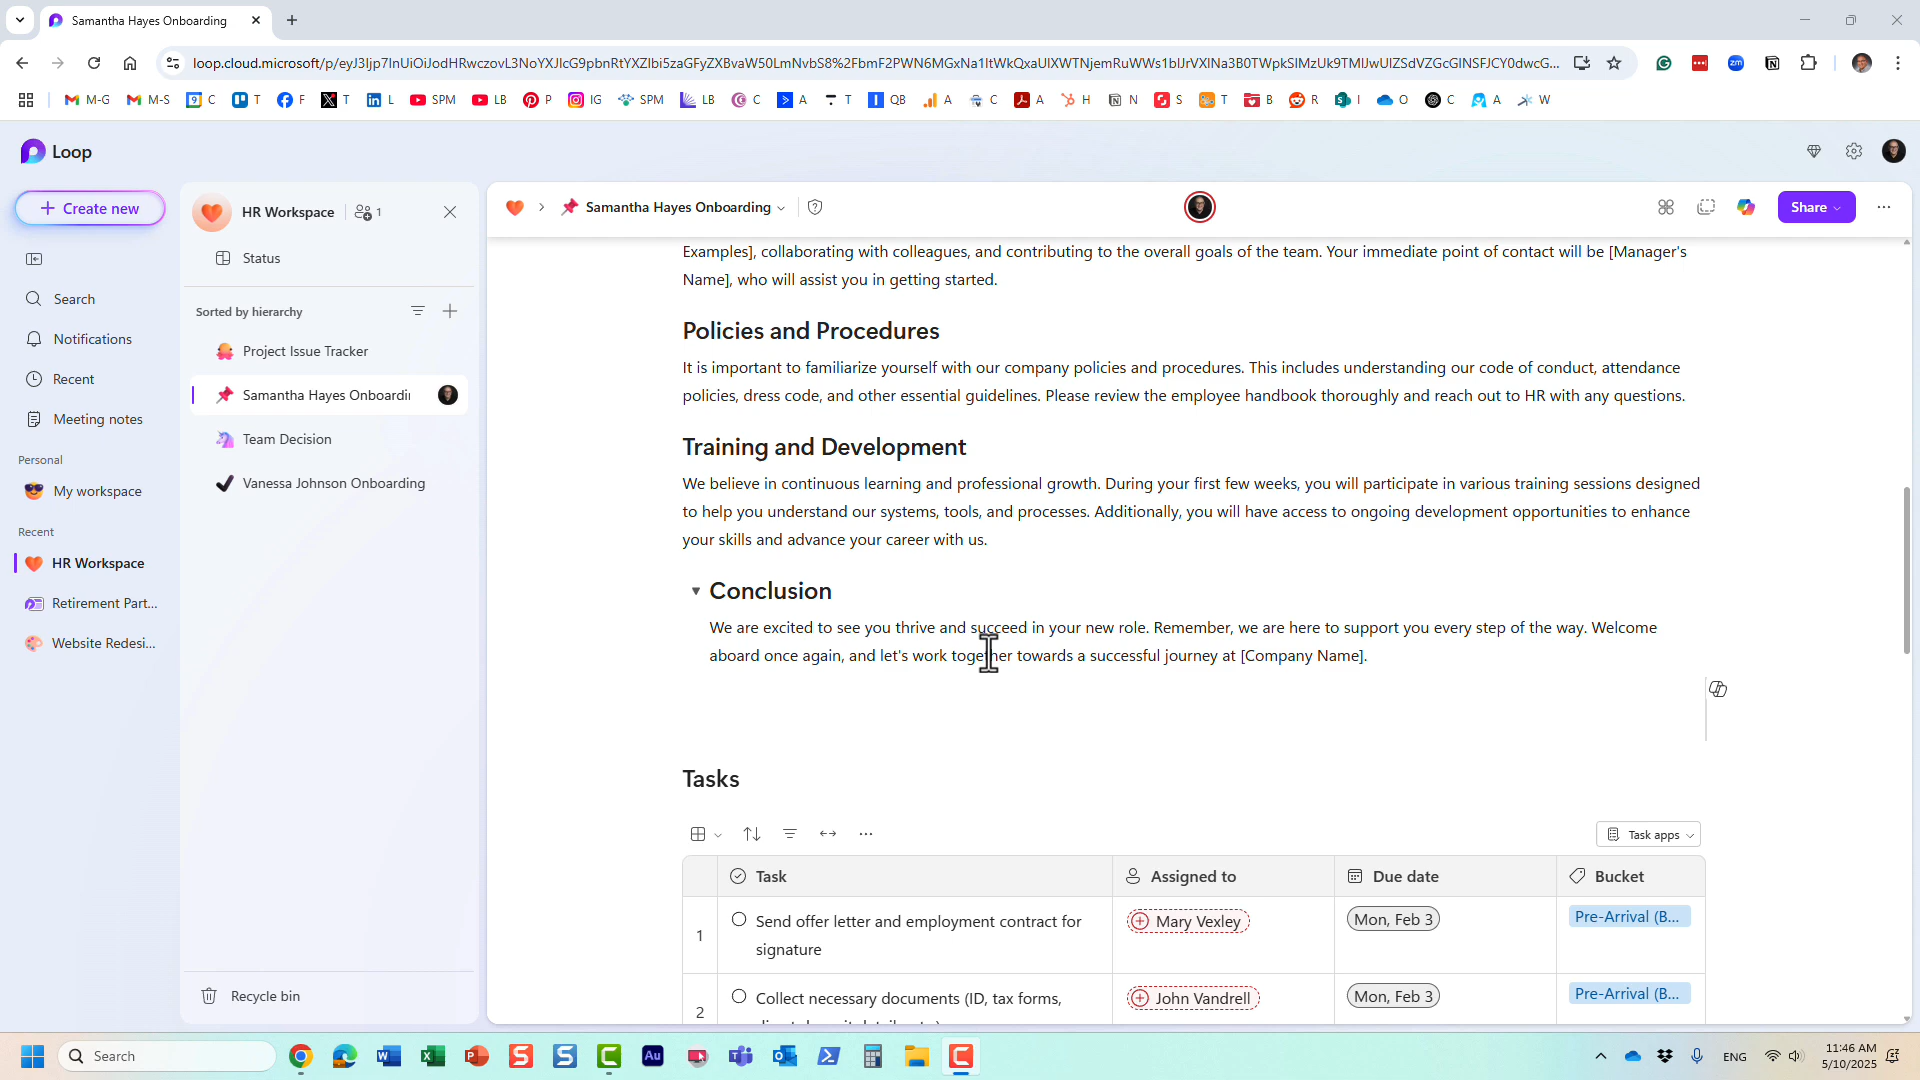 Samantha Hayes Onboarding
M-G
M-S
C
T
F
T
L
SPM
LB
P
IG
SPM
LB
C
A
T
QB
A
C
A
H
N
S
T
B
R
I
O
C
A
W
Loop
Create new
Search
Notifications
Recent
Meeting notes
Personal
My workspace
Recent
HR Workspace
Retirement Part...
Website Redesi...
HR Workspace
1
Status
Sorted by hierarchy
Project Issue Tracker
Samantha Hayes Onboardin
Team Decision
Vanessa Johnson Onboarding
Recycle bin
Samantha Hayes Onboarding
Share
Examples], collaborating with colleagues, and contributing to the overall goals of the team. Your immediate point of contact will be [Manager's
Name], who will assist you in getting started.
Policies and Procedures
It is important to familiarize yourself with our company policies and procedures. This includes understanding our code of conduct, attendance
policies, dress code, and other essential guidelines. Please review the employee handbook thoroughly and reach out to HR with any questions.
Training and Development
We believe in continuous learning and professional growth. During your first few weeks, you will participate in various training sessions designed
to help you understand our systems, tools, and processes. Additionally, you will have access to ongoing development opportunities to enhance
your skills and advance your career with us.
Conclusion
We are excited to see you thrive and succeed in your new role. Remember, we are here to support you every step of the way. Welcome
aboard once again, and let's work together towards a successful journey at [Company Name].
Tasks
Task apps
Task Assigned to Due date Bucket
1 Send offer letter and employment contract for signature Mary Vexley Mon, Feb 3 Pre-Arrival (B...
2 Collect necessary documents (ID, tax forms, John Vandrell Mon, Feb 3 Pre-Arrival (B...
Search
ENG
11:46 AM
5/10/2025